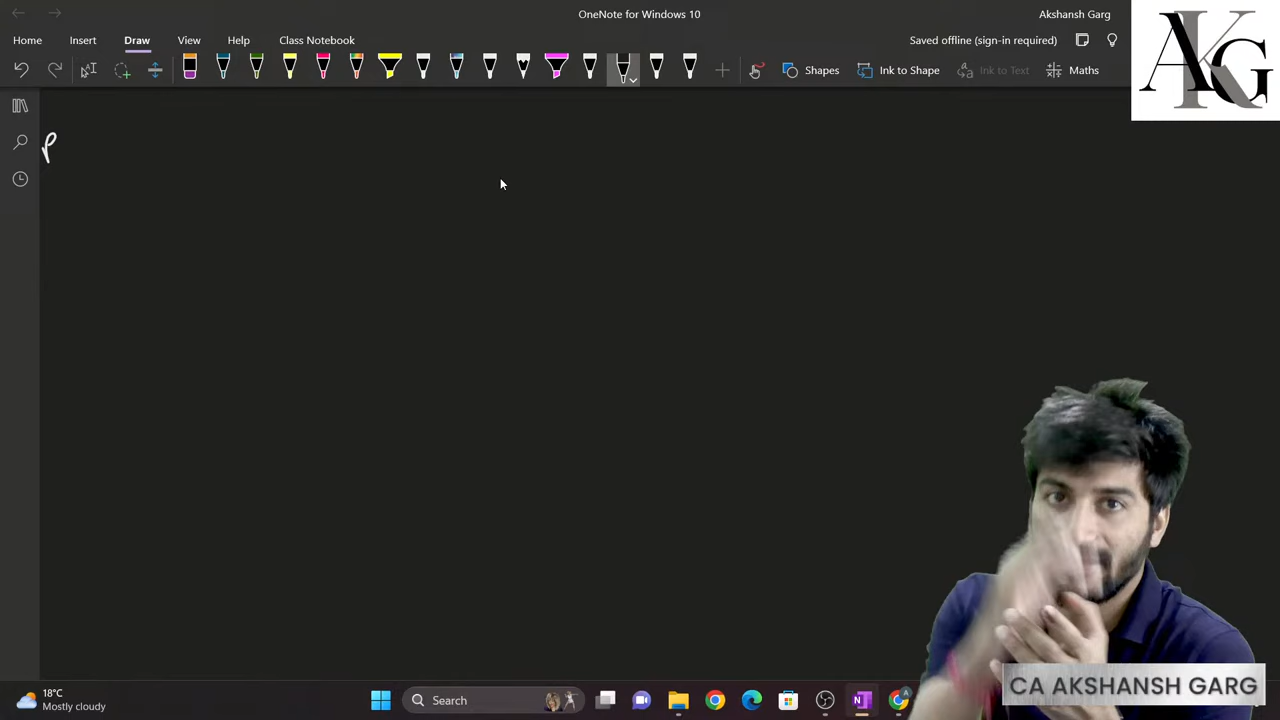 OneNote for Windows 10
Akshansh Garg
AKG
Home Insert Draw View Help Class Notebook
Saved offline (sign-in required)
Shapes Ink to Shape Ink to Text Maths
P
CA AKSHANSH GARG
18°C
Mostly cloudy
Search